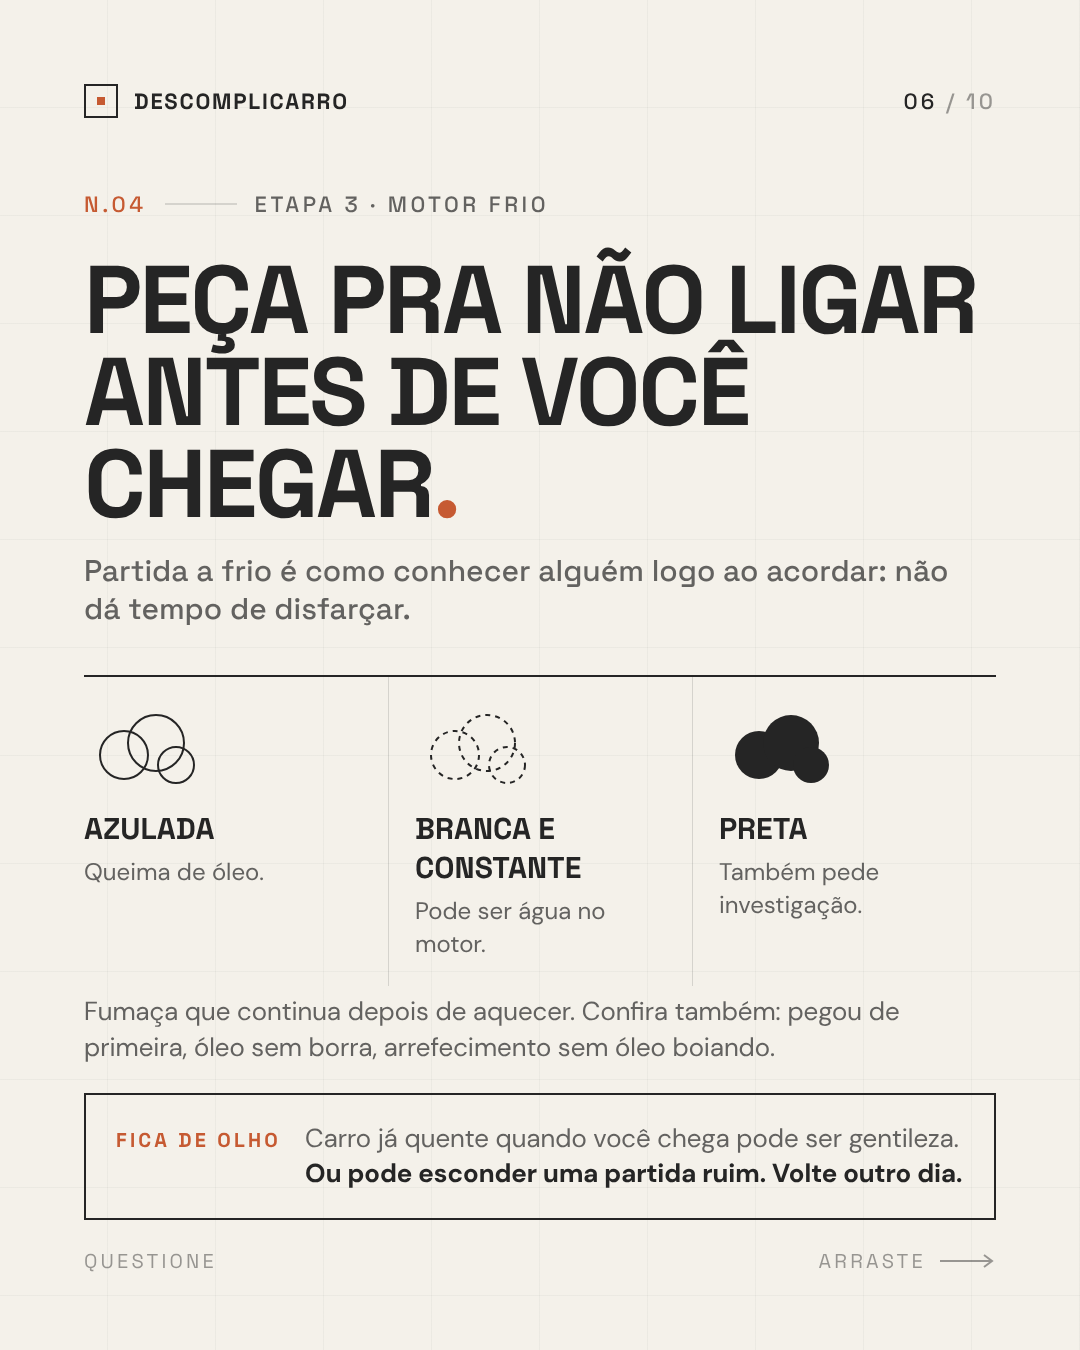 DESCOMPLICARRO
06 / 10
N.04 ETAPA 3 · MOTOR FRIO
PEÇA PRA NÃO LIGAR
ANTES DE VOCÊ
CHEGAR.
Partida a frio é como conhecer alguém logo ao acordar: não
dá tempo de disfarçar.
AZULADA
Queima de óleo.
BRANCA E
CONSTANTE
Pode ser água no
motor.
PRETA
Também pede
investigação.
Fumaça que continua depois de aquecer. Confira também: pegou de
primeira, óleo sem borra, arrefecimento sem óleo boiando.
FICA DE OLHO
Carro já quente quando você chega pode ser gentileza.
Ou pode esconder uma partida ruim. Volte outro dia.
QUESTIONE
ARRASTE